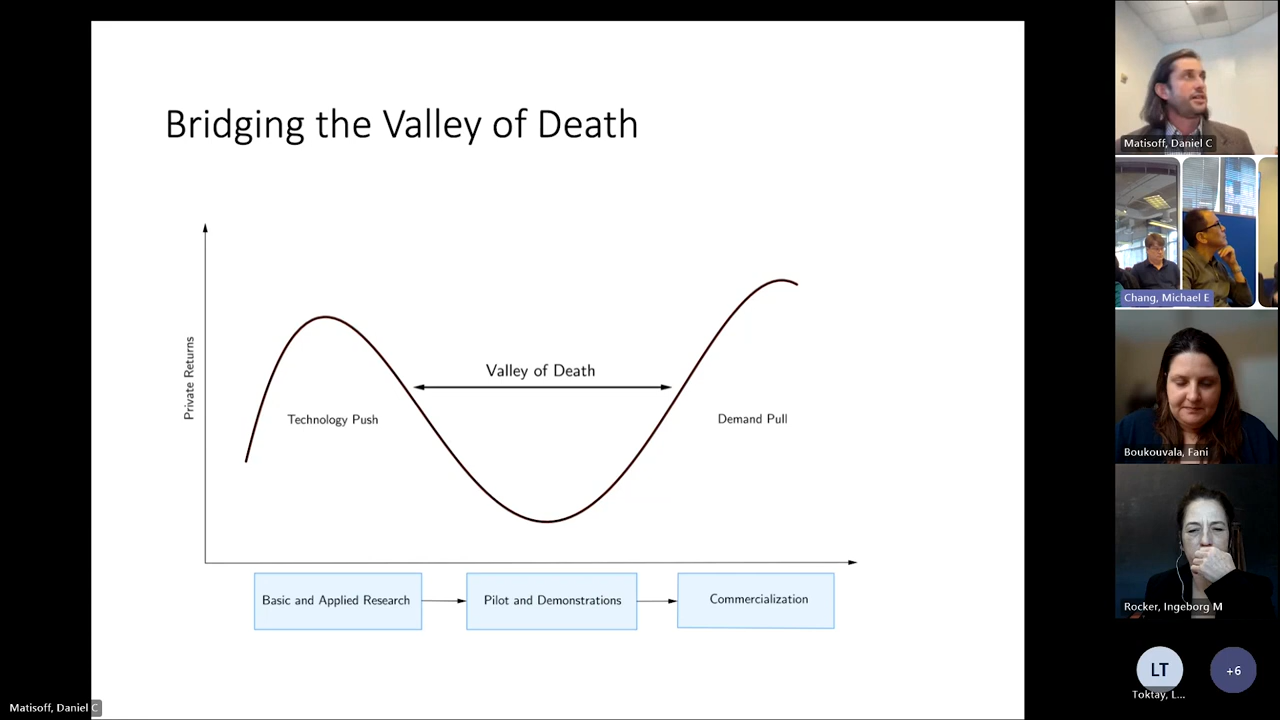 Bridging the Valley of Death
Private Returns
Valley of Death
Technology Push
Demand Pull
Basic and Applied Research
Pilot and Demonstrations
Commercialization
Matisoff, Daniel C
Matisoff, Daniel C
Chang, Michael E
Boukouvala, Fani
Rocker, Ingeborg M
LT
+6
Toktay, L...